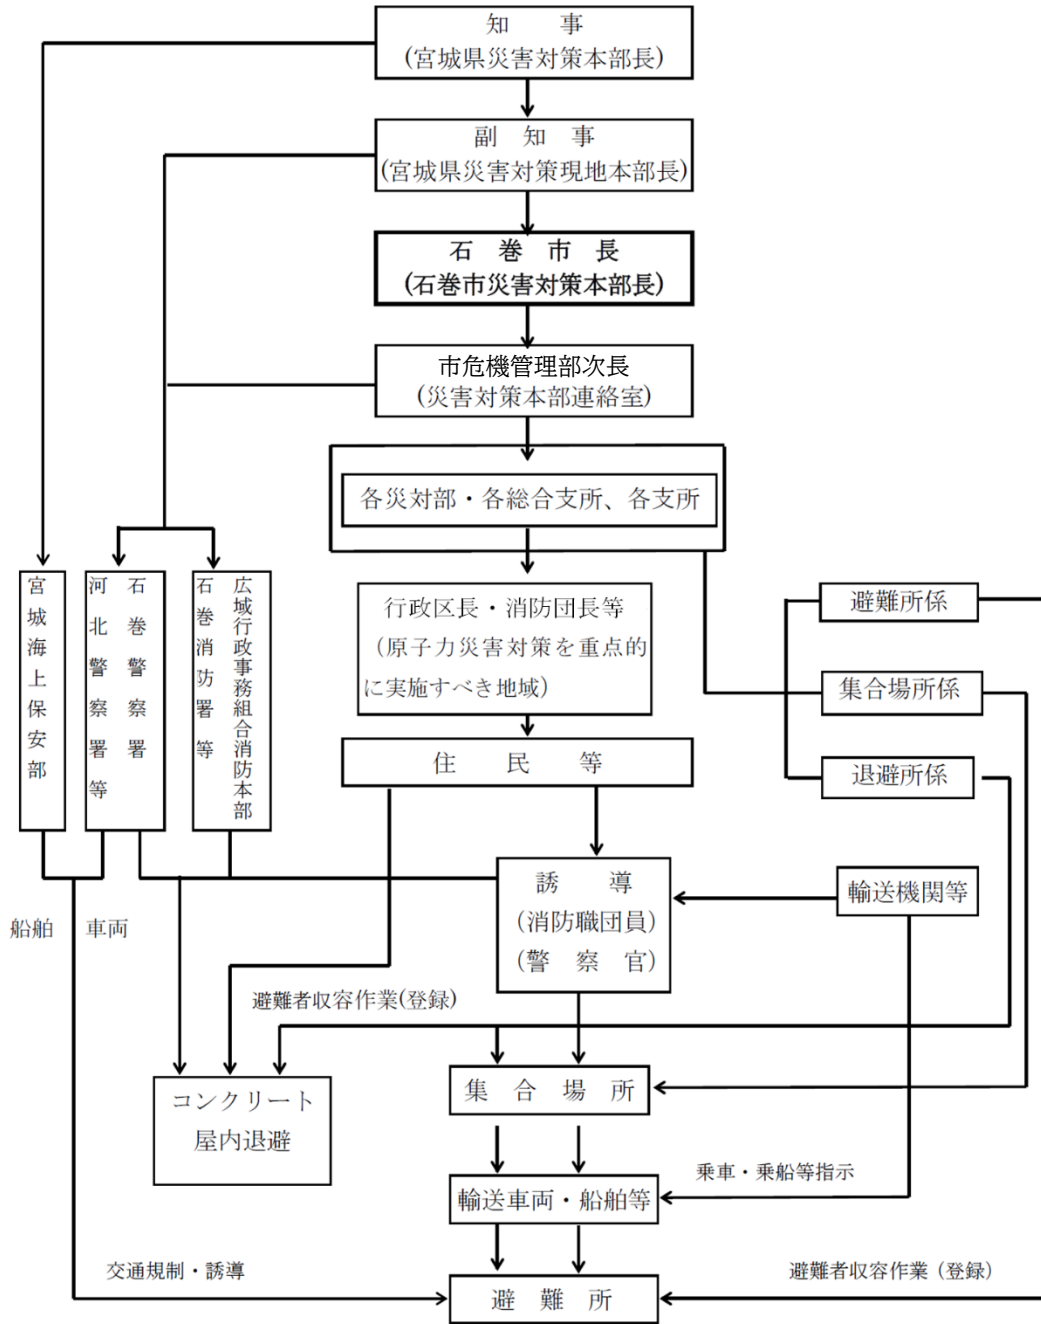 知 事
(宮城県災害対策本部長)
副 知 事
(宮城県災害対策現地本部長)
石 巻 市 長
(石巻市災害対策本部長)
市危機管理部次長
(災害対策本部連絡室)
各災対部・各総合支所、各支所
行政区長・消防団長等
（原子力災害対策を重点的
に実施すべき地域）
住 民 等
宮城海上保安部
石巻警察署
河北警察署等
広域行政事務組合消防本部
石巻消防署等
避難所係
集合場所係
退避所係
輸送機関等
誘 導
（消防職団員）
（警 察 官）
船舶
車両
避難者収容作業(登録)
コンクリート
屋内退避
集 合 場 所
乗車・乗船等指示
輸送車両・船舶等
交通規制・誘導
避難者収容作業（登録）
避 難 所